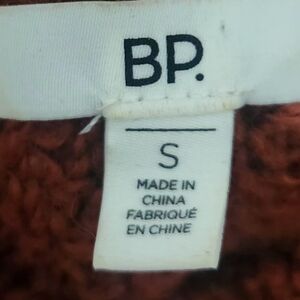 BP.
S
MADE IN
CHINA
FABRIQUÉ
EN CHINE